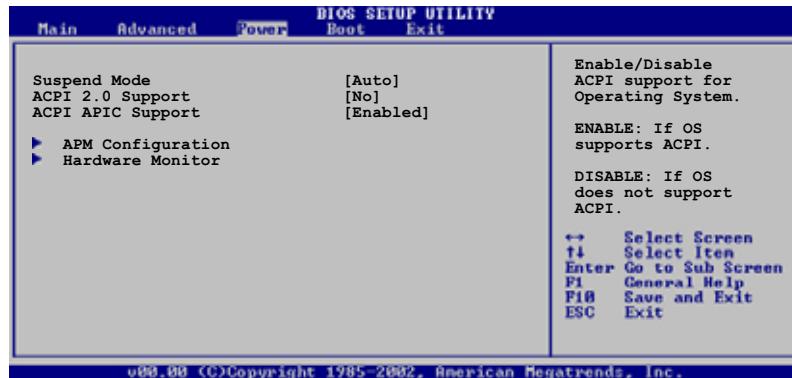 BIOS SETUP UTILITY
Main Advanced Power Boot Exit
Suspend Mode [Auto]
ACPI 2.0 Support [No]
ACPI APIC Support [Enabled]
APM Configuration
Hardware Monitor
Enable/Disable
ACPI support for
Operating System.
ENABLE: If OS
supports ACPI.
DISABLE: If OS
does not support
ACPI.
↔ Select Screen
↑↓ Select Item
Enter Go to Sub Screen
F1 General Help
F10 Save and Exit
ESC Exit
v00.00 (C)Copyright 1985-2002, American Megatrends, Inc.